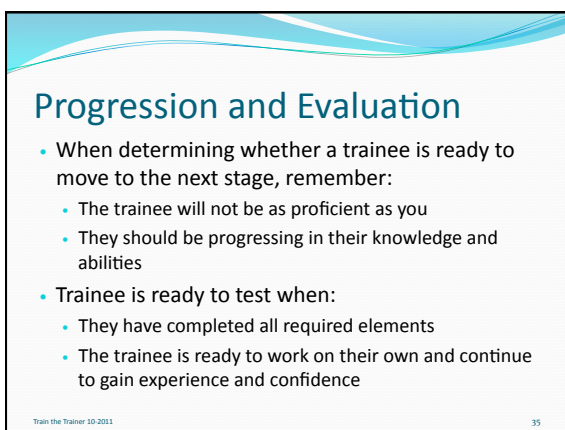 Progression and Evaluation
• When determining whether a trainee is ready to
move to the next stage, remember:
• The trainee will not be as proficient as you
• They should be progressing in their knowledge and
abilities
• Trainee is ready to test when:
• They have completed all required elements
• The trainee is ready to work on their own and continue
to gain experience and confidence
Train the Trainer 10-2011
35